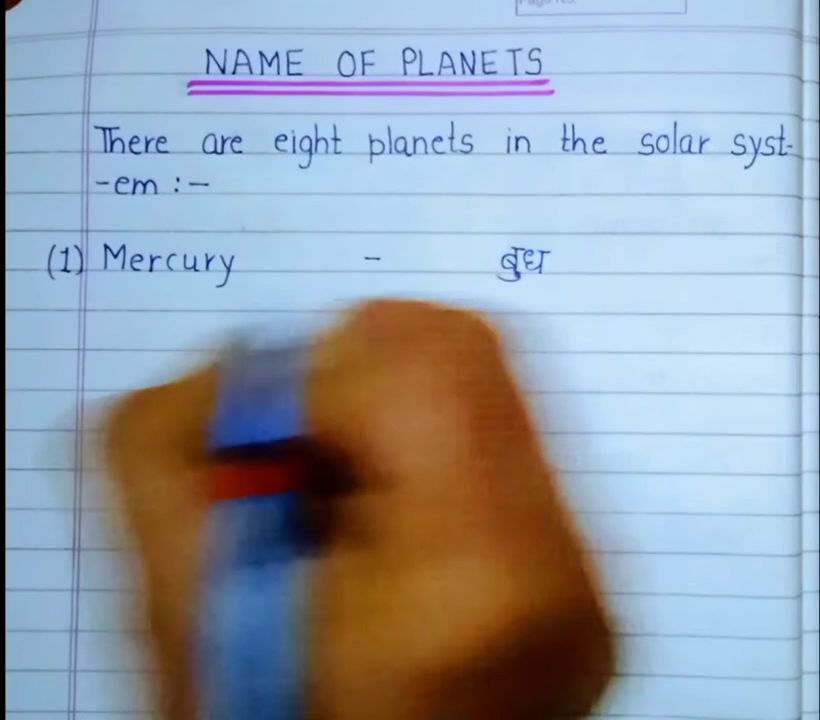 NAME OF PLANETS
There are eight planets in the solar syst-
-em :-
(1) Mercury - बुध